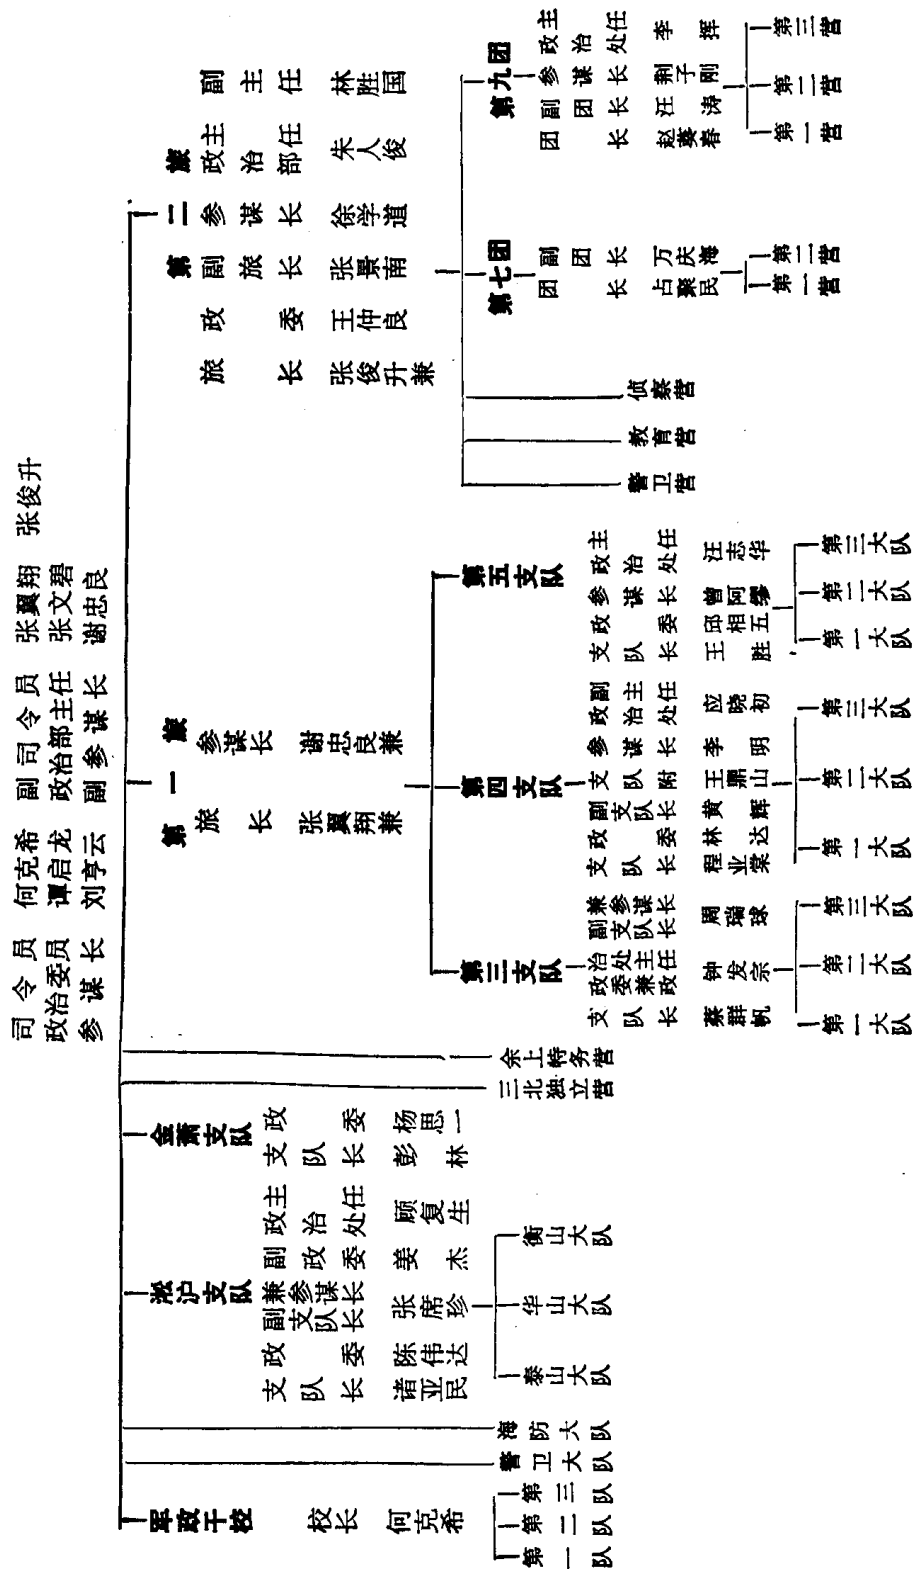 司令员 何克希 副司令员 张翼翔 张俊升
政治委员 谭启龙 政治部主任 张文碧
参谋长 刘亨云 副参谋长 谢忠良
军政干校
校长 何克希
第一队
第二队
第三队
警卫大队
海防大队
淞沪支队
支队长 诸亚民
政委 陈伟达
副支队长兼参谋长 张席珍
副政委 姜杰
政治处主任 顾复生
泰山大队
华山大队
衡山大队
金萧支队
支队长 彭林
政委 杨思一
三北独立营
余上特务营
第一旅
旅长 张翼翔兼
参谋长 谢忠良兼
第三支队
支队长 蔡群帆
政委兼政治处主任 钟发宗
副支队长兼参谋长 周瑞球
第一大队
第二大队
第三大队
第四支队
支队长 程业棠
政委 林达
副支队长 黄辉
支队附 王鼎山
参谋长 李明
政治处副主任 应晓初
第一大队
第二大队
第三大队
第五支队
支队长 王胜
政委 邱相五
参谋长 曾阿缪
政治处主任 汪志华
第一大队
第二大队
第三大队
第二旅
旅长 张俊升兼
政委 王仲良
副旅长 张景南
参谋长 徐学道
政治部主任 朱人俊
副主任 林胜国
警卫营
教育营
侦察营
第七团
团长 占聚民
副团长 万庆海
第一营
第二营
第九团
团长 赵英春
副团长 汪涛
参谋长 荆子刚
政治处主任 李挥
第一营
第二营
第三营